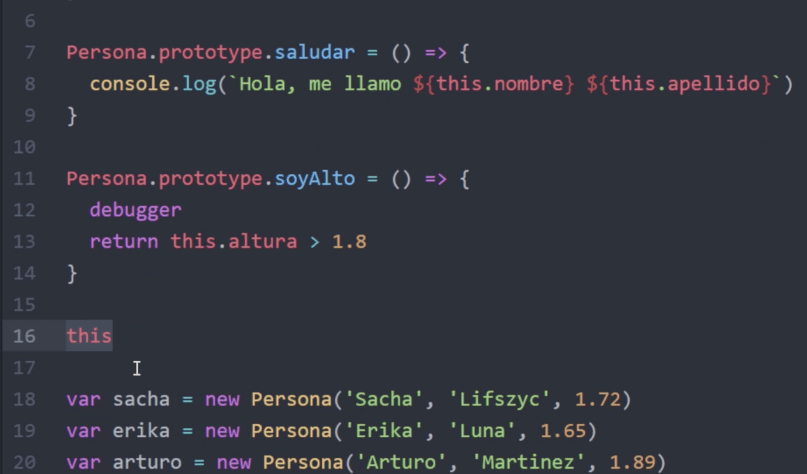 6
7 Persona.prototype.saludar = () => {
8 console.log(`Hola, me llamo ${this.nombre} ${this.apellido}`)
9 }
10
11 Persona.prototype.soyAlto = () => {
12 debugger
13 return this.altura > 1.8
14 }
15
16 this
17
18 var sacha = new Persona('Sacha', 'Lifszyc', 1.72)
19 var erika = new Persona('Erika', 'Luna', 1.65)
20 var arturo = new Persona('Arturo', 'Martinez', 1.89)